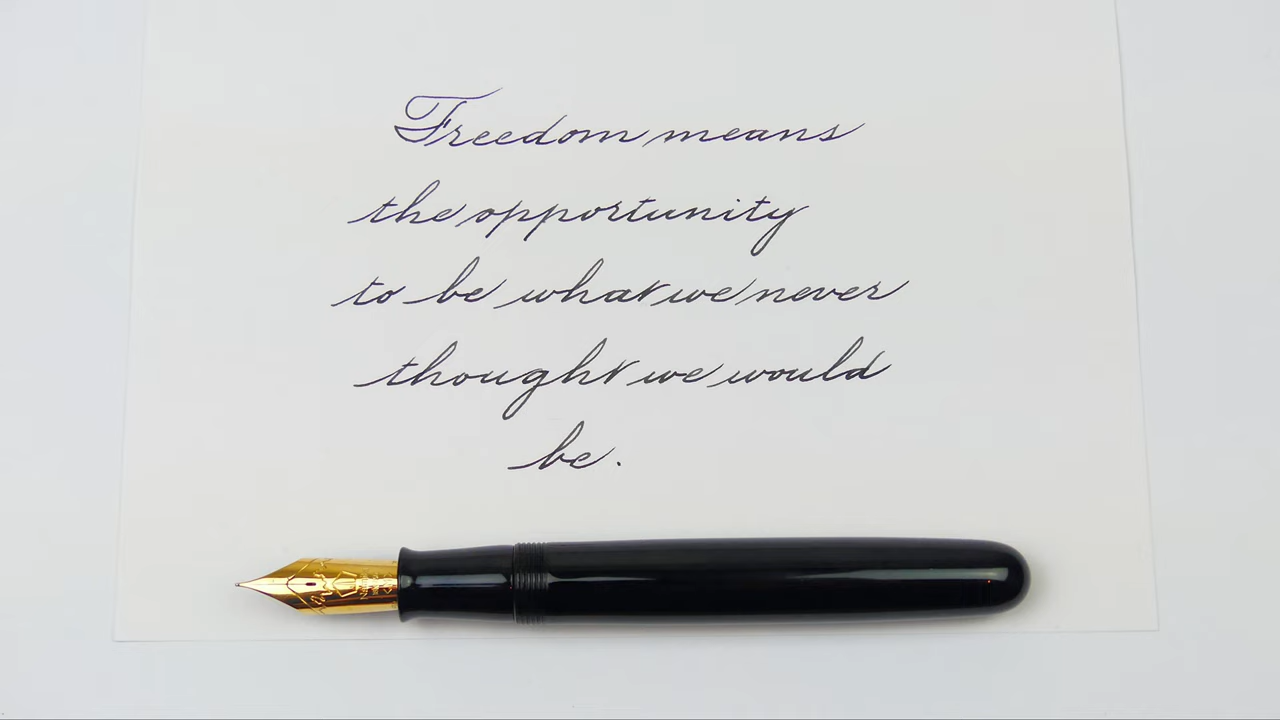 Freedom means
the opportunity
to be what we never
thought we would
be.